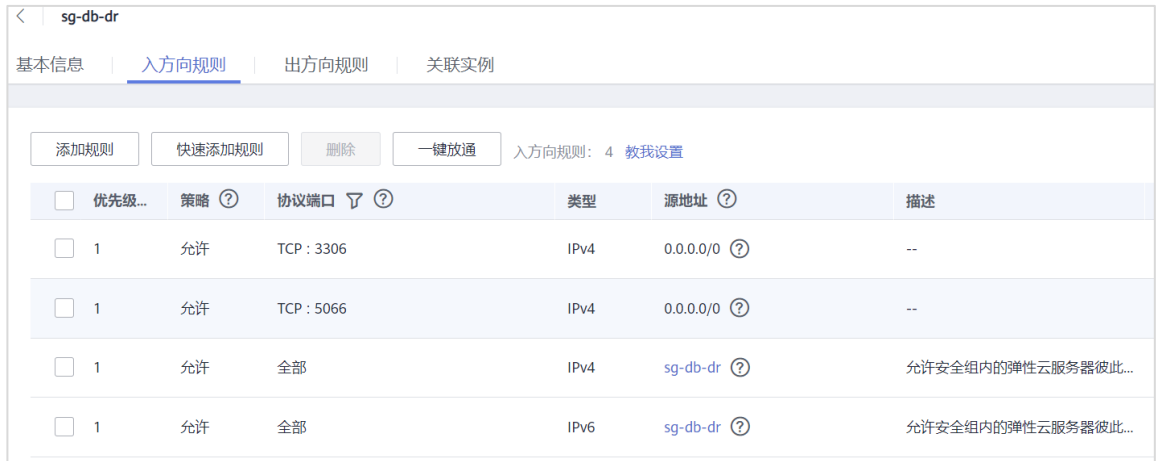 sg-db-dr
基本信息 入方向规则 出方向规则 关联实例
添加规则 快速添加规则 删除 一键放通 入方向规则： 4 教我设置
优先级... 策略 ? 协议端口 ? 类型 源地址 ? 描述
1 允许 TCP : 3306 IPv4 0.0.0.0/0 ? --
1 允许 TCP : 5066 IPv4 0.0.0.0/0 ? --
1 允许 全部 IPv4 sg-db-dr ? 允许安全组内的弹性云服务器彼此...
1 允许 全部 IPv6 sg-db-dr ? 允许安全组内的弹性云服务器彼此...